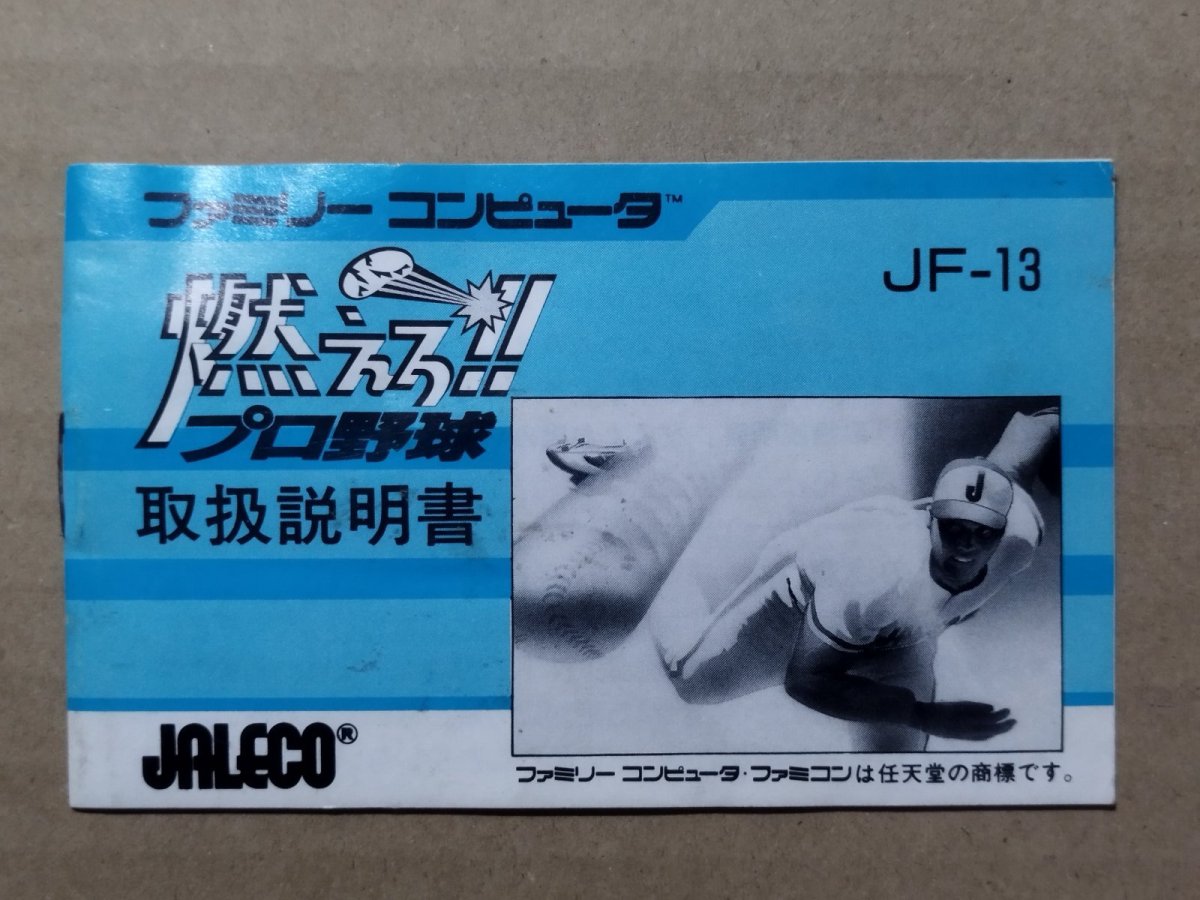 ファミリー コンピュータ™
JF-13
燃えろ!!
プロ野球
取扱説明書
J
JALECO®
ファミリー コンピュータ・ファミコンは任天堂の商標です。